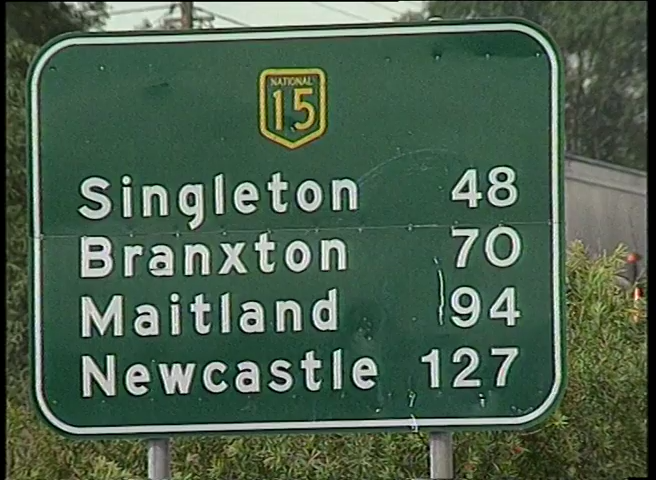 NATIONAL
15
Singleton 48
Branxton 70
Maitland 94
Newcastle 127